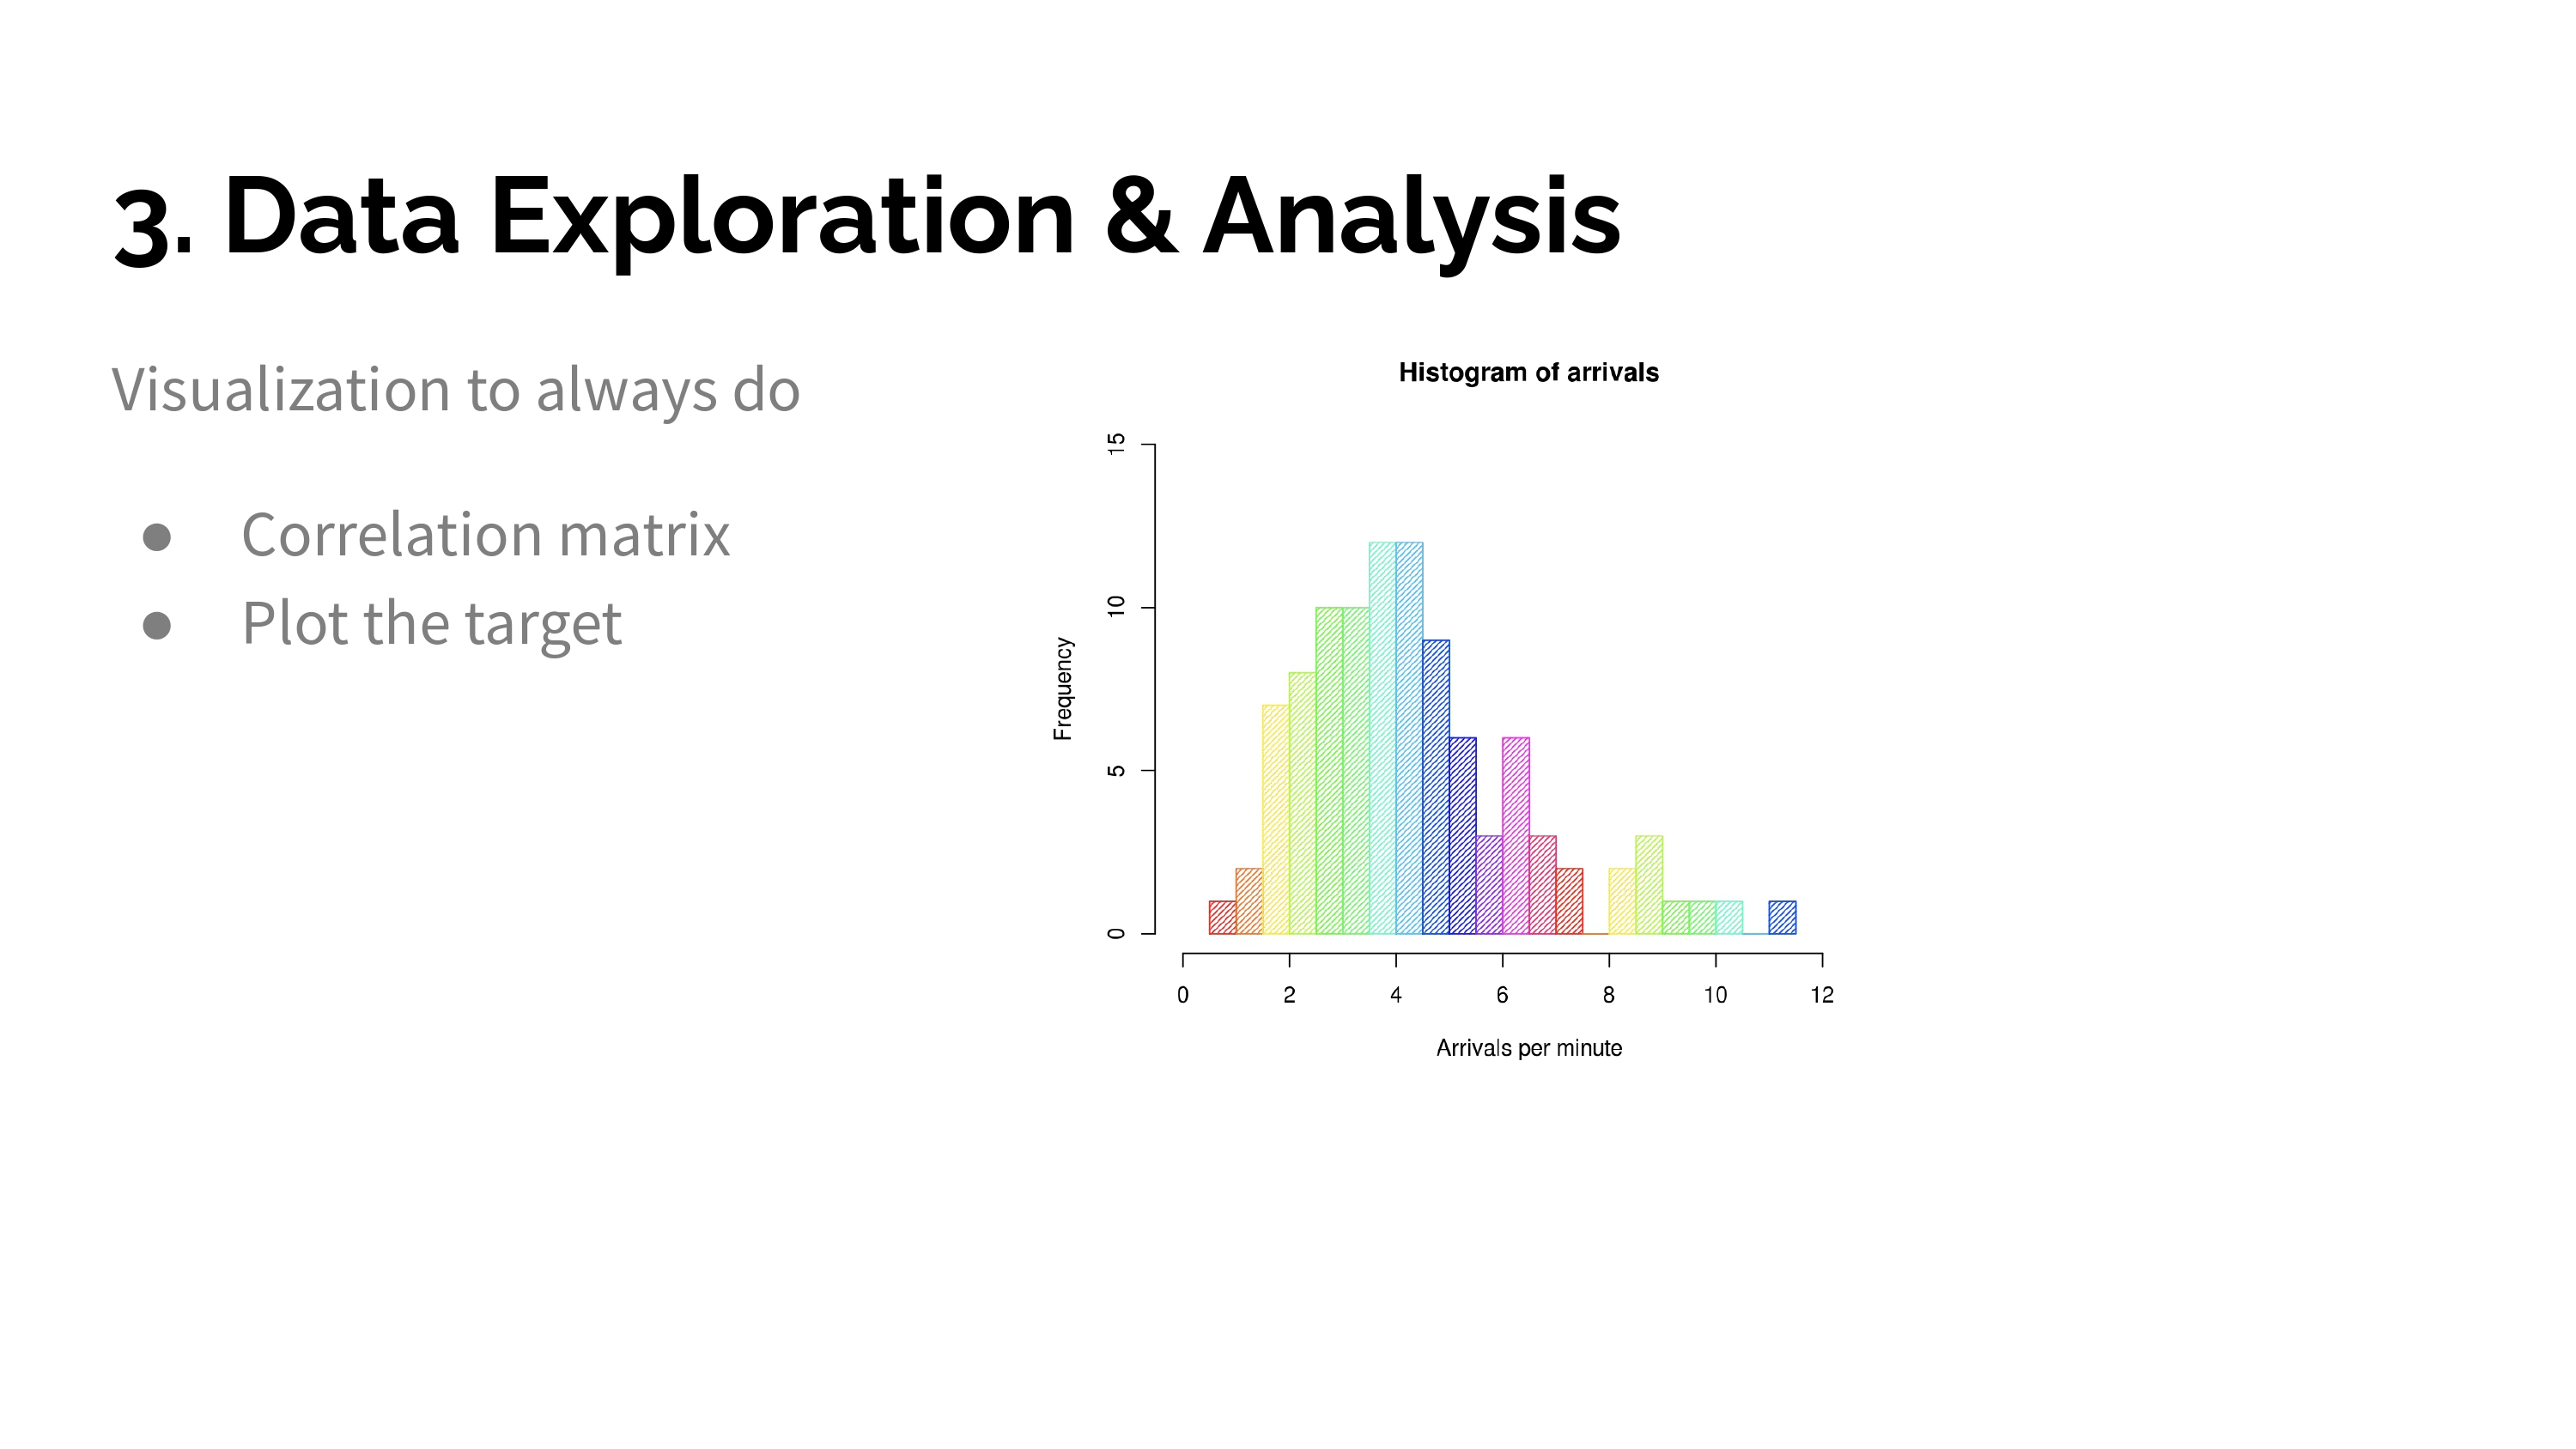 3. Data Exploration & Analysis
Visualization to always do
● Correlation matrix
● Plot the target
Histogram of arrivals
15
10
5
0
Frequency
0 2 4 6 8 10 12
Arrivals per minute